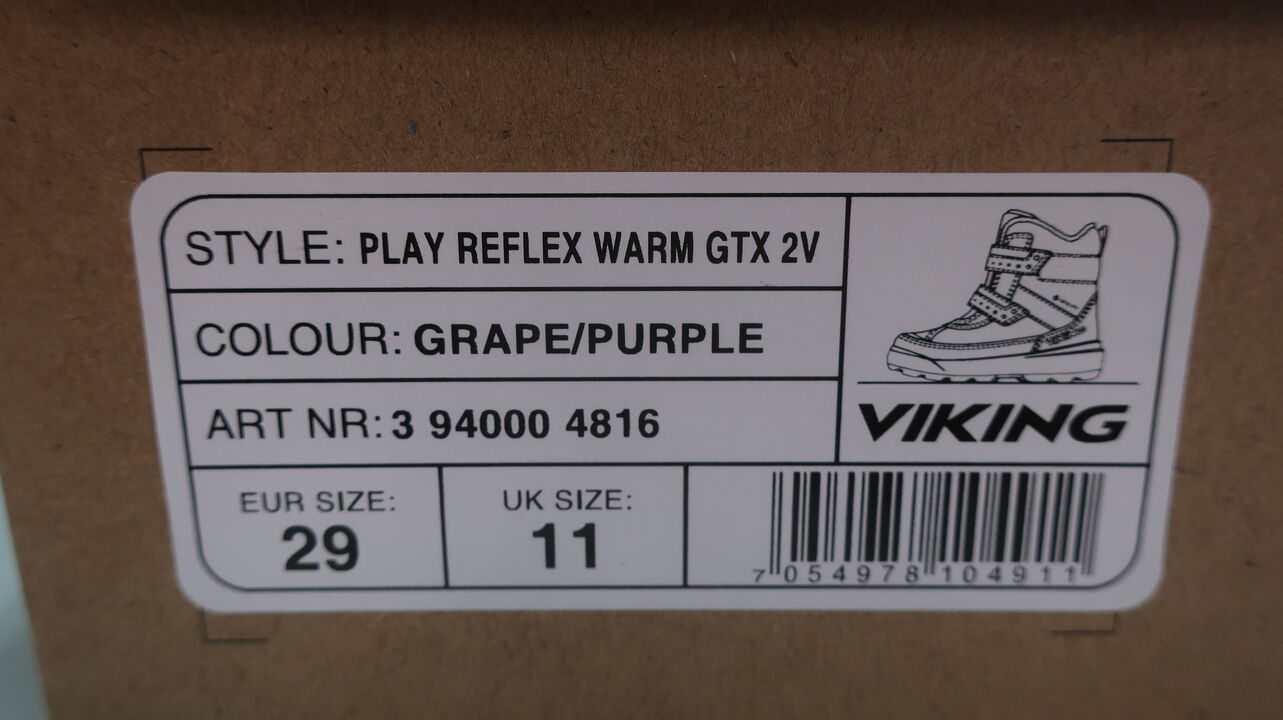 STYLE: PLAY REFLEX WARM GTX 2V
COLOUR: GRAPE/PURPLE
ART NR: 3 94000 4816
VIKING
EUR SIZE:
29
UK SIZE:
11
7 054978 104911